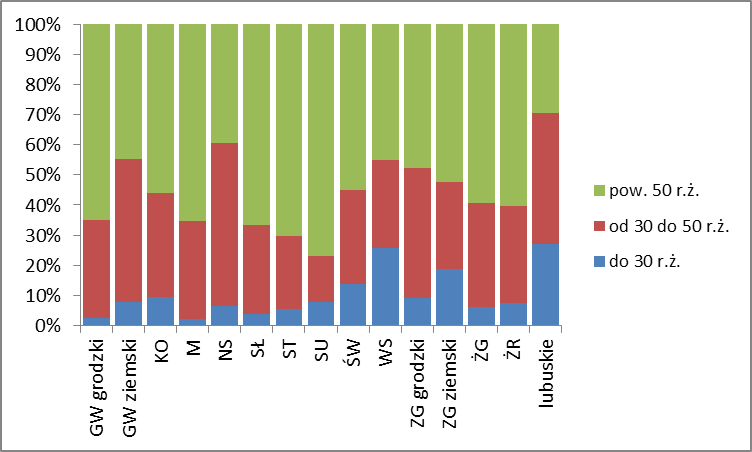 100%
90%
80%
70%
60%
50%
40%
30%
20%
10%
0%
GW grodzki
GW ziemski
KO
M
NS
SŁ
ST
SU
ŚW
WS
ZG grodzki
ZG ziemski
ŻG
ŻR
lubuskie
pow. 50 r.ż.
od 30 do 50 r.ż.
do 30 r.ż.